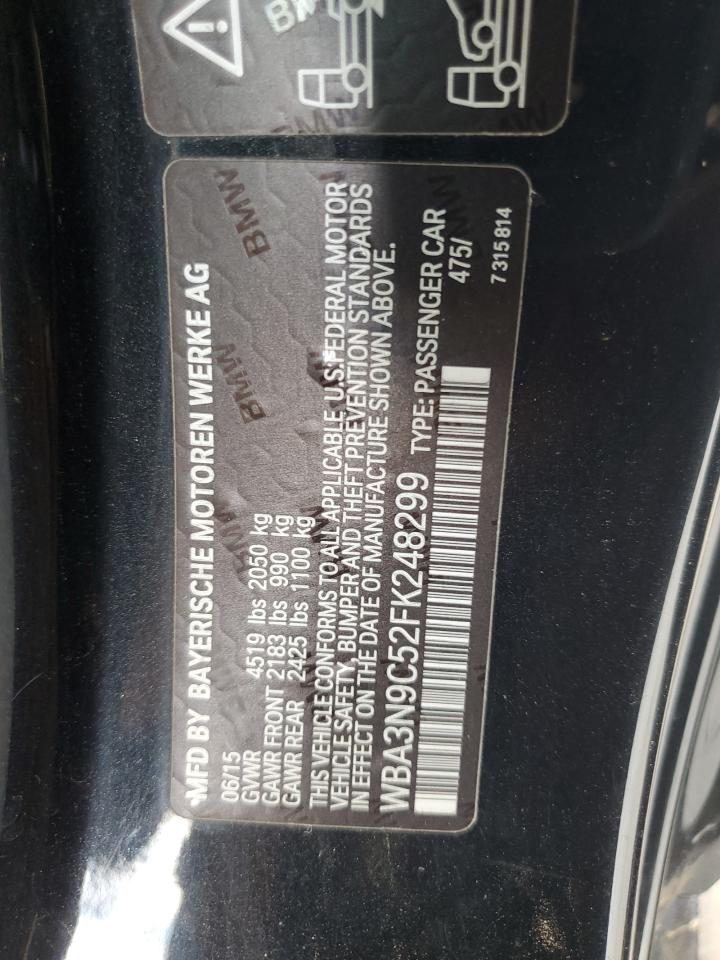 MFD BY BAYERISCHE MOTOREN WERKE AG
06/15
GVWR 4519 lbs 2050 kg
GAWR FRONT 2183 lbs 990 kg
GAWR REAR 2425 lbs 1100 kg
THIS VEHICLE CONFORMS TO ALL APPLICABLE U.S. FEDERAL MOTOR
VEHICLE SAFETY, BUMPER AND THEFT PREVENTION STANDARDS
IN EFFECT ON THE DATE OF MANUFACTURE SHOWN ABOVE.
WBA3N9C52FK248299 TYPE: PASSENGER CAR
475/
7 315 814
BMW
BMW
BMW
BMW